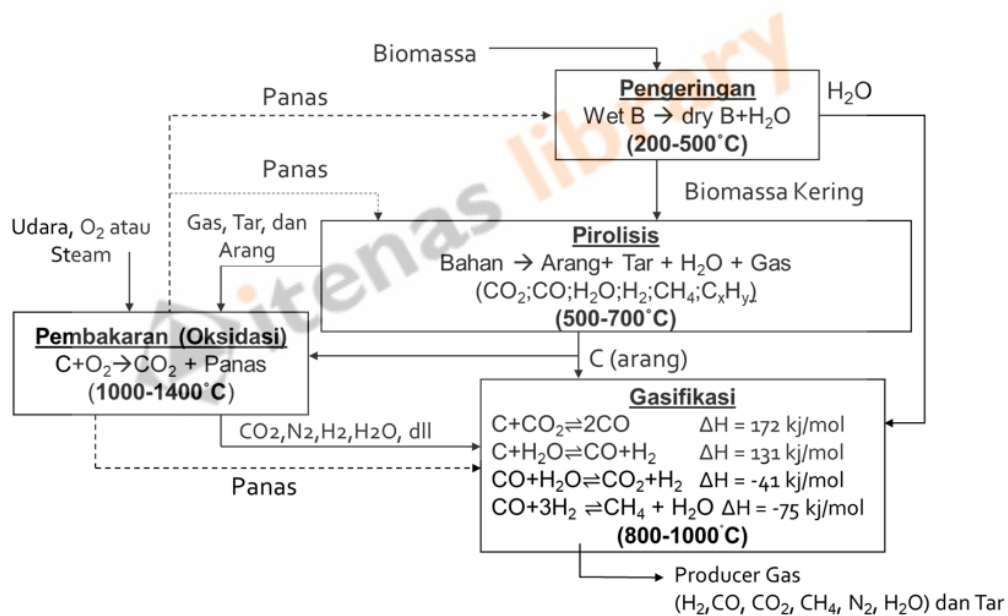 Biomassa
Pengeringan
Wet B → dry B+H₂O
(200-500˚C)
H₂O
Panas
Panas
Biomassa Kering
Udara, O₂ atau
Steam
Gas, Tar, dan
Arang
Pirolisis
Bahan → Arang+ Tar + H₂O + Gas
(CO₂;CO;H₂O;H₂;CH₄;CₓHᵧ)
(500-700˚C)
Pembakaran (Oksidasi)
C+O₂→CO₂ + Panas
(1000-1400˚C)
C (arang)
CO2,N2,H2,H2O, dll
Panas
Gasifikasi
C+CO₂⇌2CO ΔH = 172 kj/mol
C+H₂O⇌CO+H₂ ΔH = 131 kj/mol
CO+H₂O⇌CO₂+H₂ ΔH = -41 kj/mol
CO+3H₂ ⇌CH₄ + H₂O ΔH = -75 kj/mol
(800-1000˚C)
Producer Gas
(H₂,CO, CO₂, CH₄, N₂, H₂O) dan Tar
itenas library